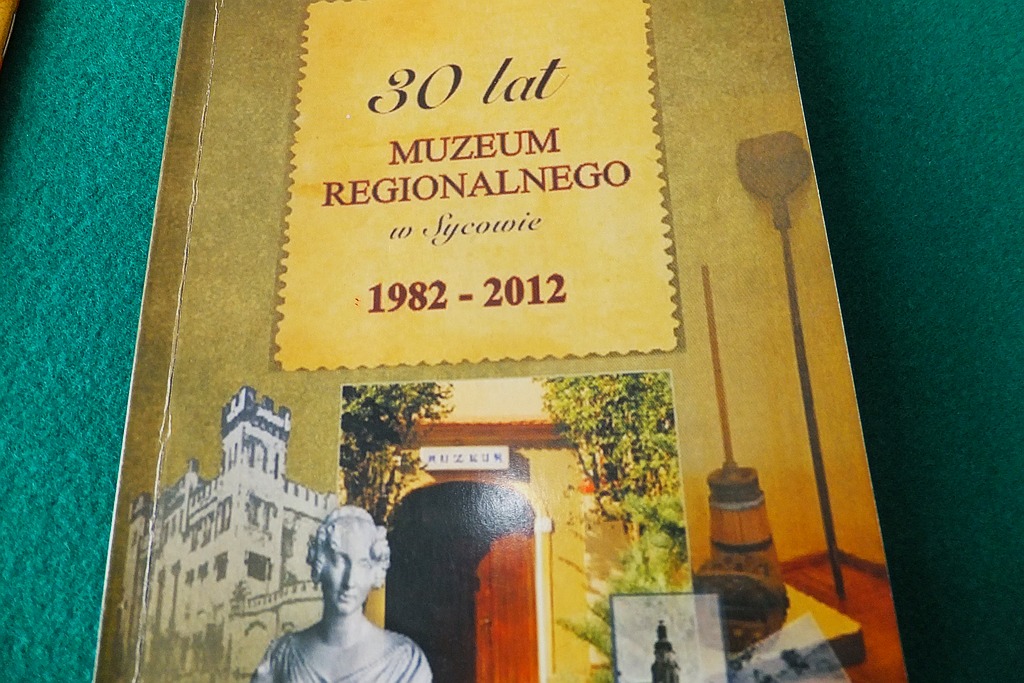 30 lat
MUZEUM
REGIONALNEGO
w Sycowie
1982 - 2012
MUZEUM